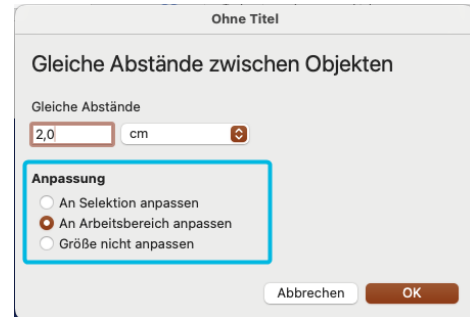 Ohne Titel
Gleiche Abstände zwischen Objekten
Gleiche Abstände
2,0 cm
Anpassung
An Selektion anpassen
An Arbeitsbereich anpassen
Größe nicht anpassen
Abbrechen OK